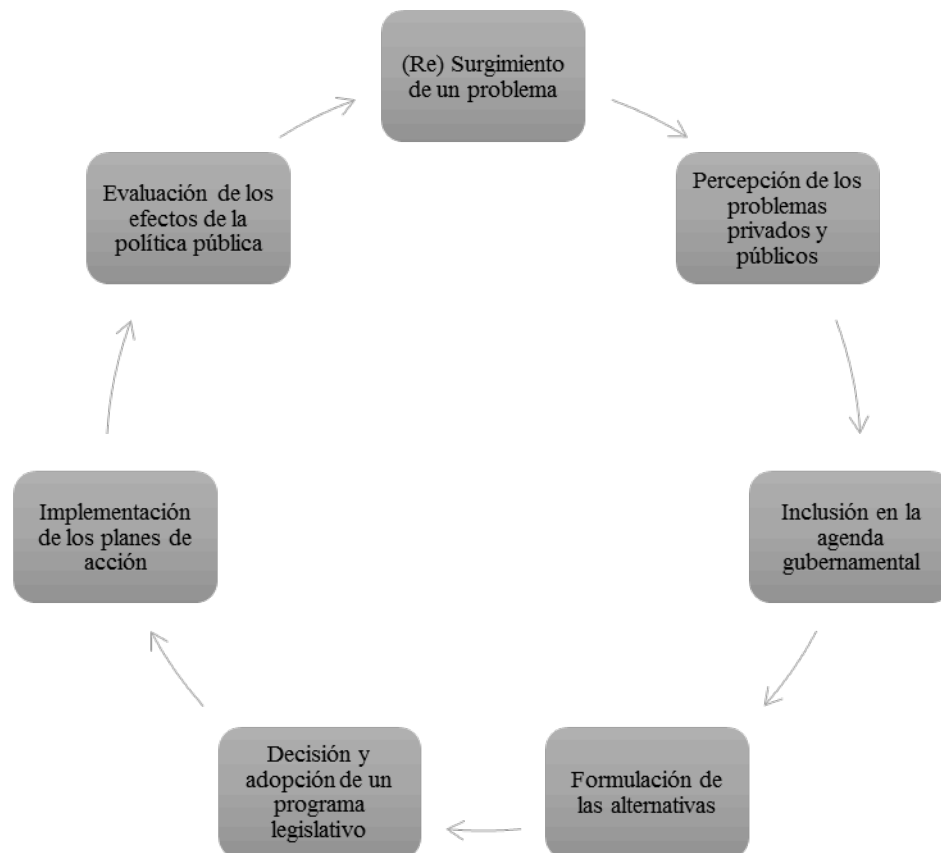 (Re) Surgimiento
de un problema
Percepción de los
problemas
privados y
públicos
Inclusión en la
agenda
gubernamental
Formulación de
las alternativas
Decisión y
adopción de un
programa
legislativo
Implementación
de los planes de
acción
Evaluación de los
efectos de la
política pública